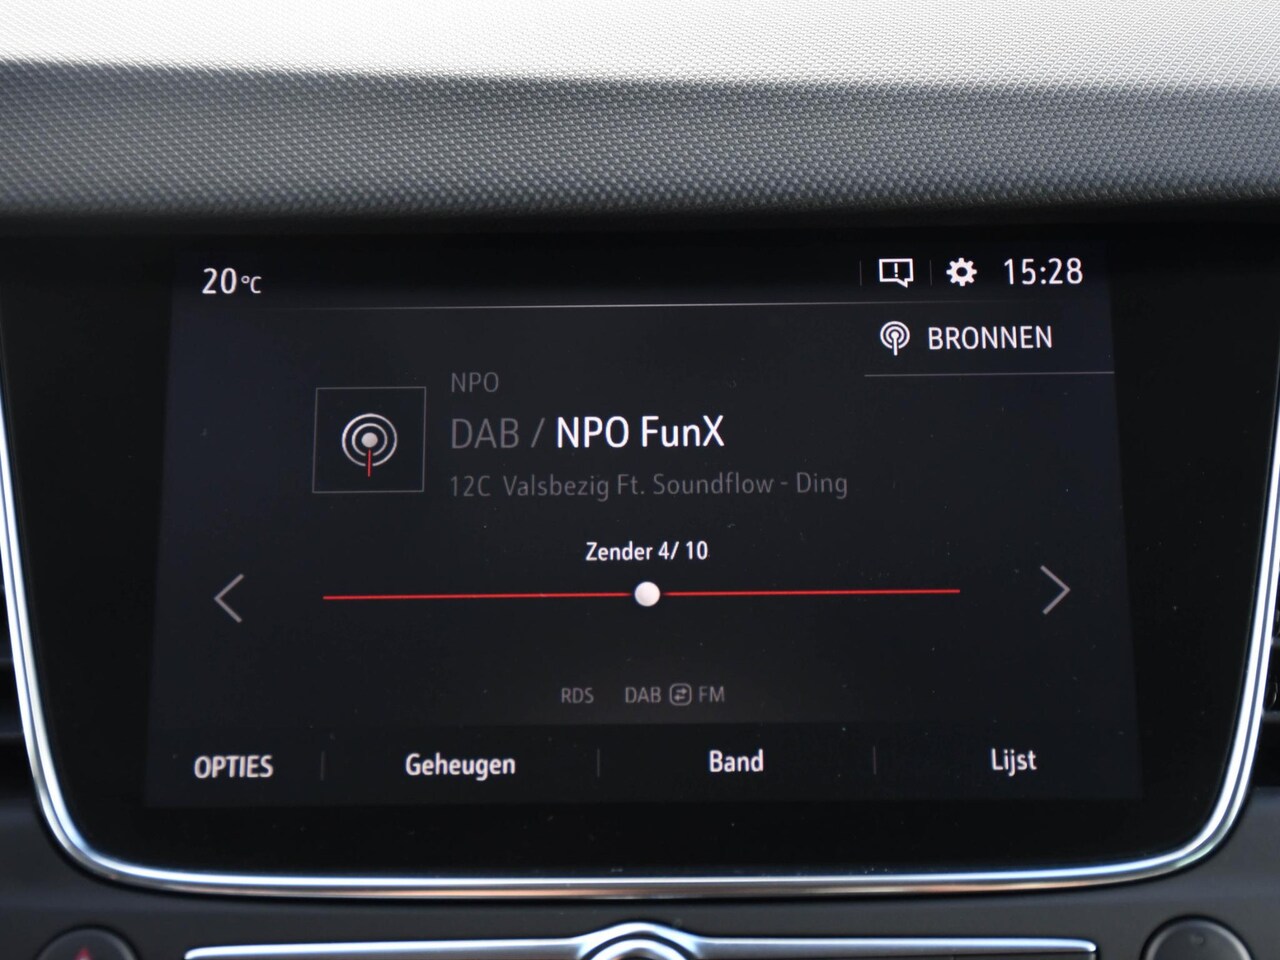 20°C 15:28
BRONNEN
NPO
DAB / NPO FunX
12C Valsbezig Ft. Soundflow - Ding
Zender 4/ 10
RDS DAB FM
OPTIES Geheugen Band Lijst